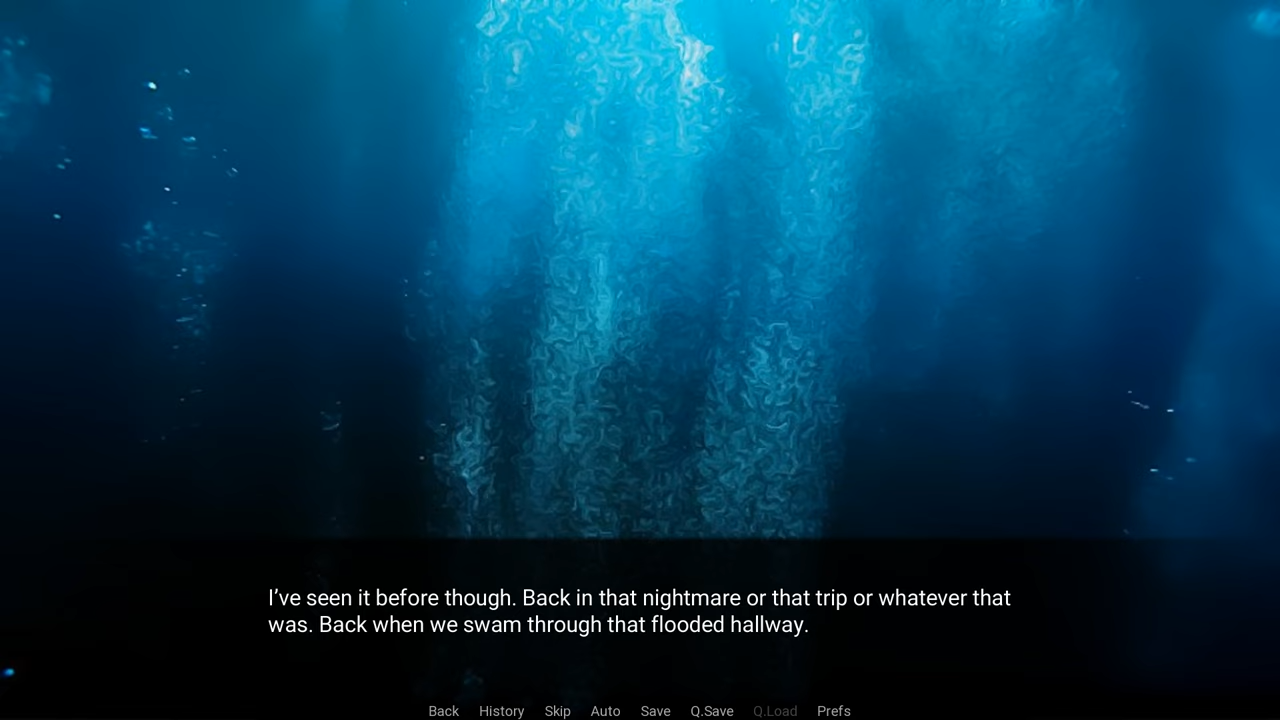 I’ve seen it before though. Back in that nightmare or that trip or whatever that
was. Back when we swam through that flooded hallway.
Back History Skip Auto Save Q.Save Q.Load Prefs